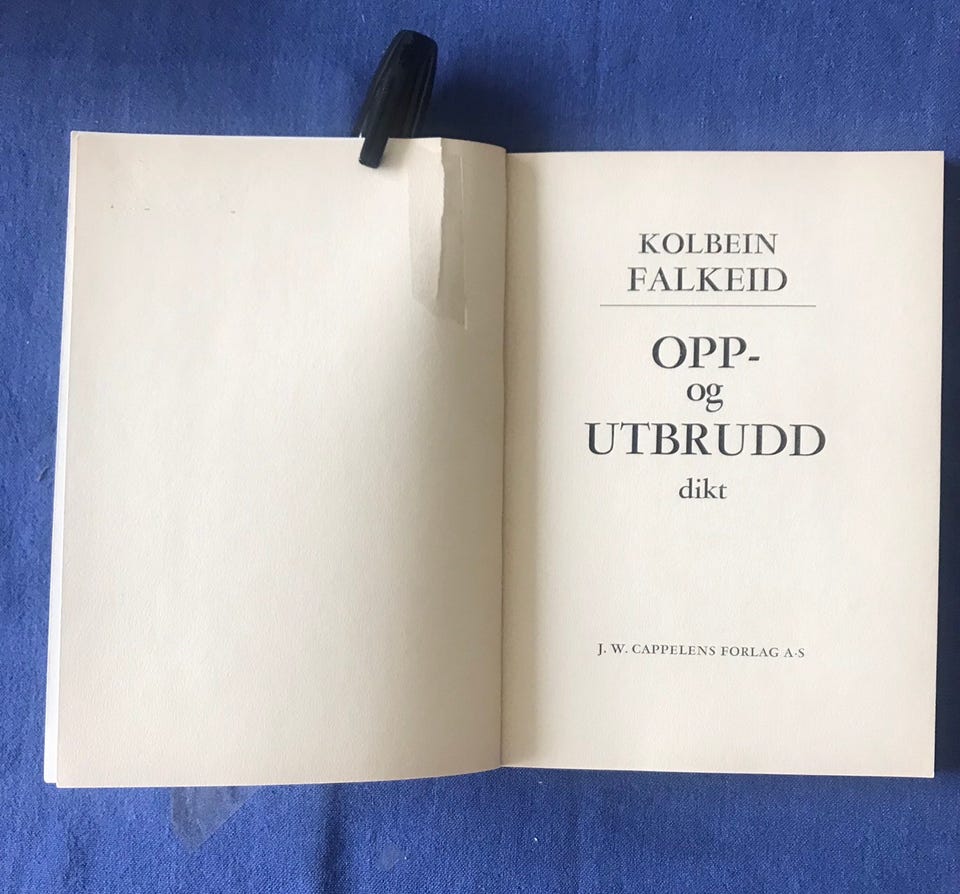 KOLBEIN
FALKEID
OPP-
og
UTBRUDD
dikt
J. W. CAPPELENS FORLAG A·S